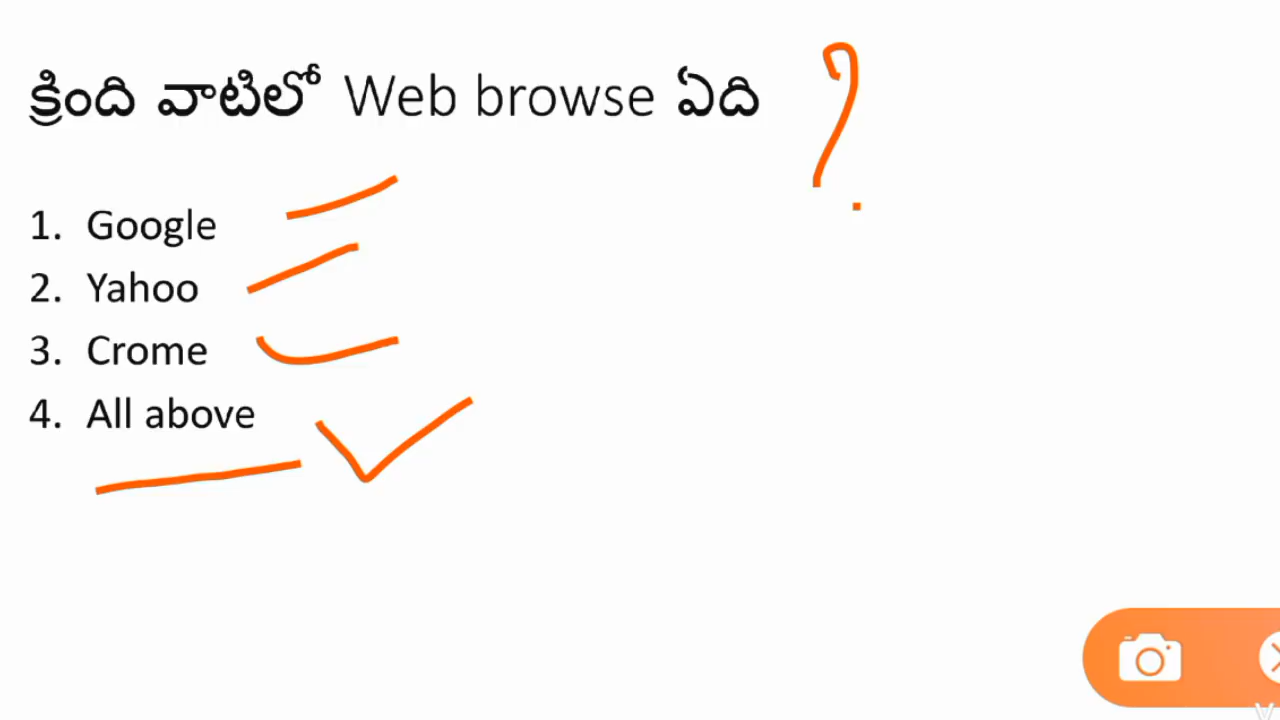 క్రింది వాటిలో Web browse ఏది ?
1. Google
2. Yahoo
3. Crome
4. All above